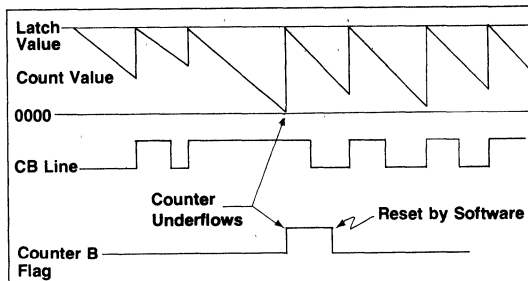 Latch
Value
Count Value
0000
CB Line
Counter
Underflows
Reset by Software
Counter B
Flag